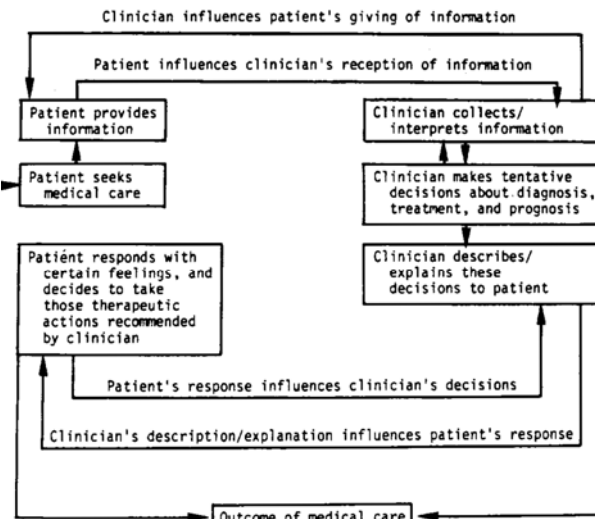 Clinician influences patient's giving of information
Patient influences clinician's reception of information
Patient provides
information
Clinician collects/
interprets information
Patient seeks
medical care
Clinician makes tentative
decisions about diagnosis,
treatment, and prognosis
Patient responds with
certain feelings, and
decides to take
those therapeutic
actions recommended
by clinician
Clinician describes/
explains these
decisions to patient
Patient's response influences clinician's decisions
Clinician's description/explanation influences patient's response
Outcome of medical care